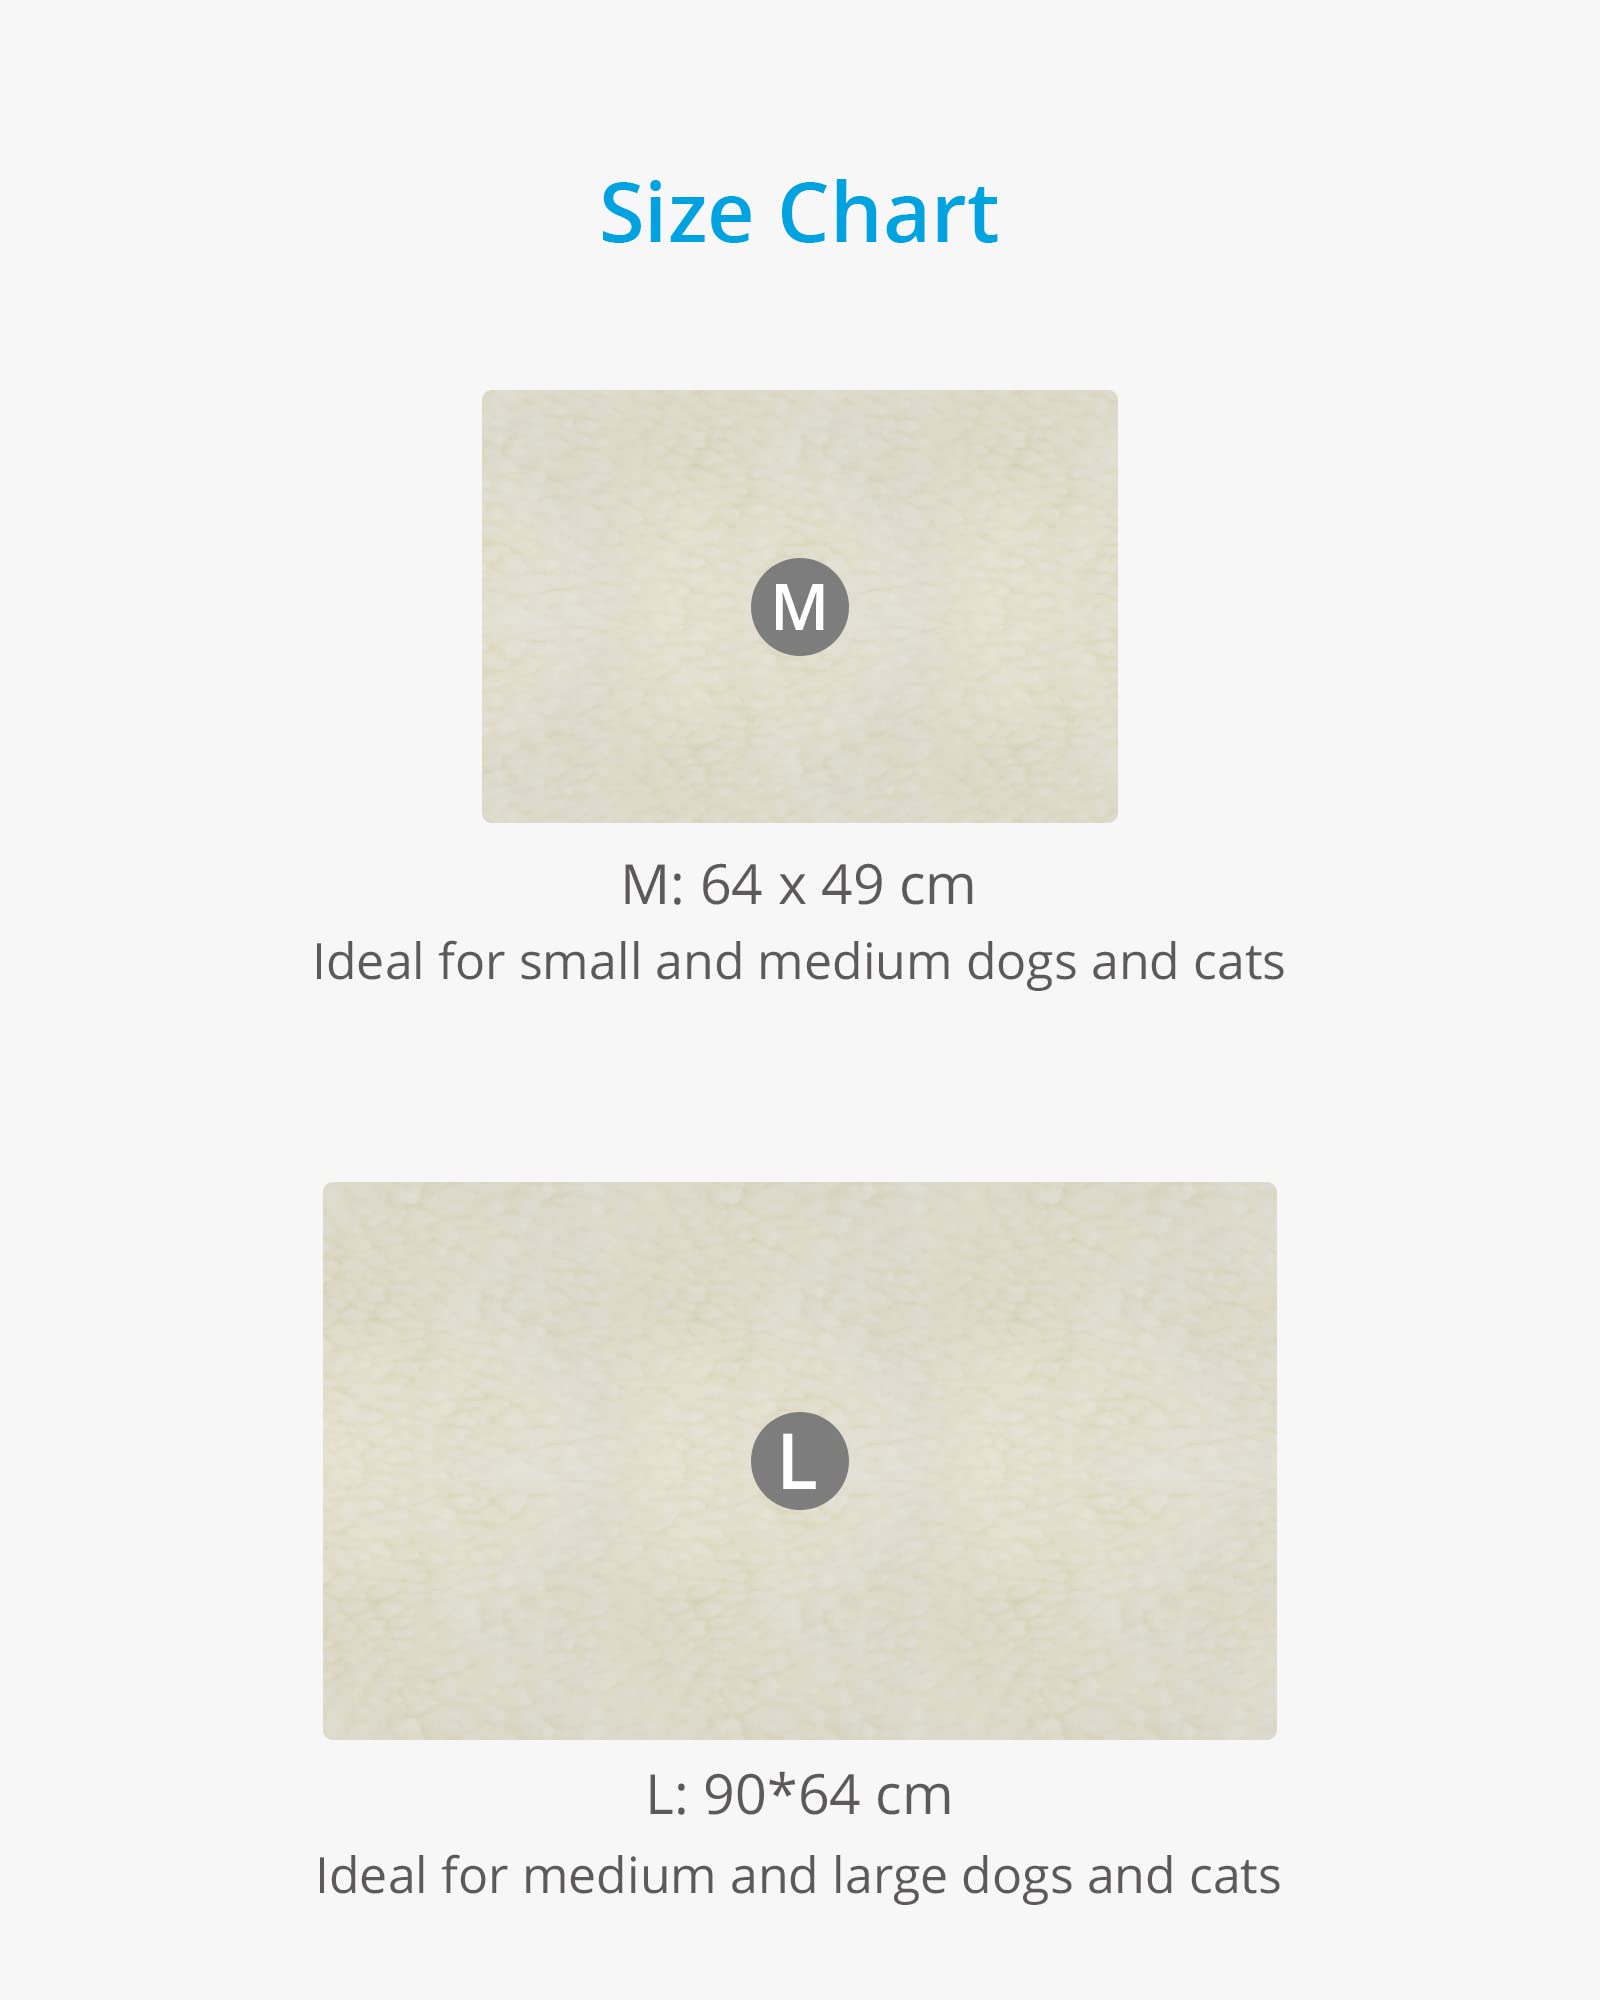 Size Chart
M
M: 64 x 49 cm
Ideal for small and medium dogs and cats
L
L: 90*64 cm
Ideal for medium and large dogs and cats